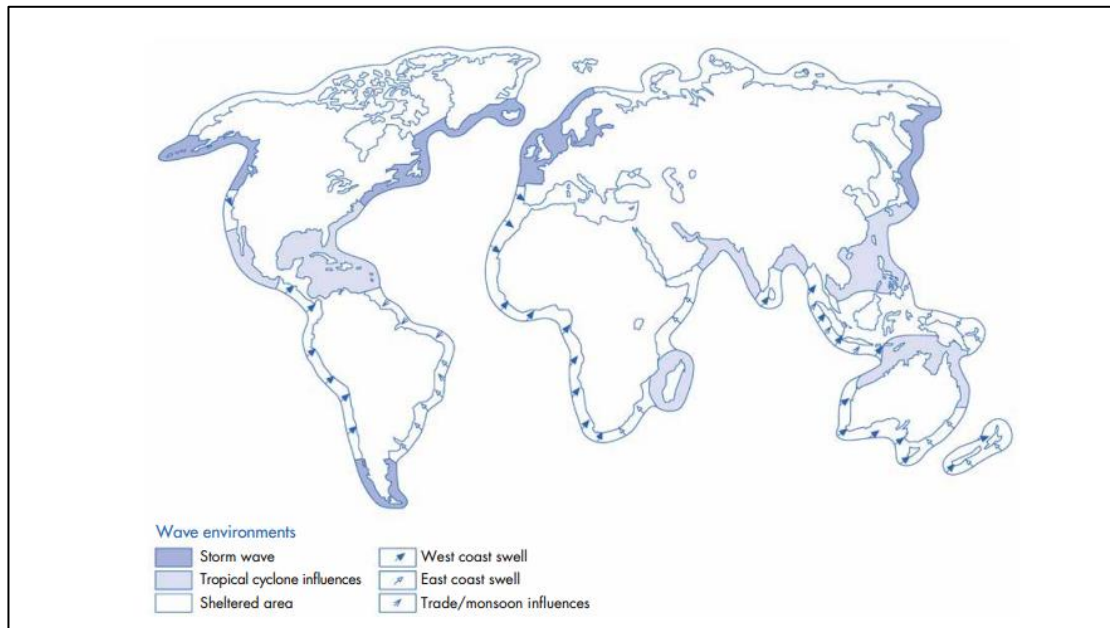 Wave environments
Storm wave
West coast swell
Tropical cyclone influences
East coast swell
Sheltered area
Trade/monsoon influences